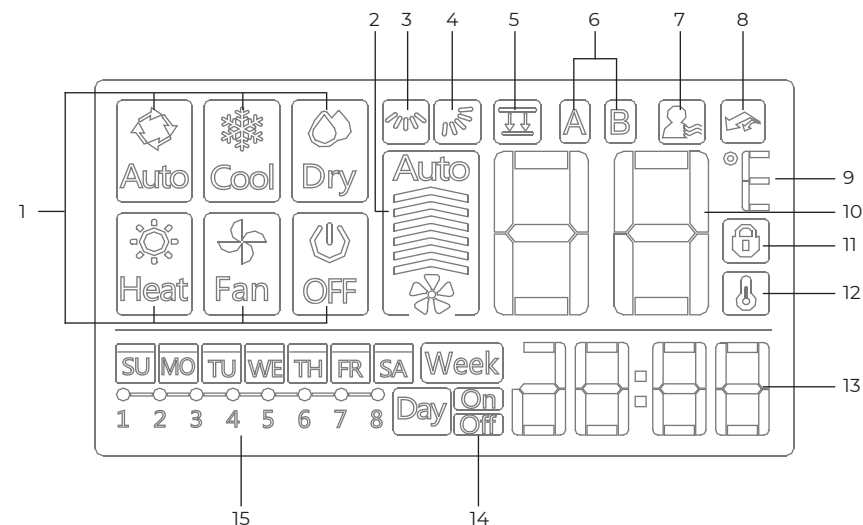 2 3 4 5 6 7 8
A B
Auto Cool Dry Auto
9
10
1
11
Heat Fan OFF
12
SU MO TU WE TH FR SA Week
Day On
Off
13
1 2 3 4 5 6 7 8
15 14